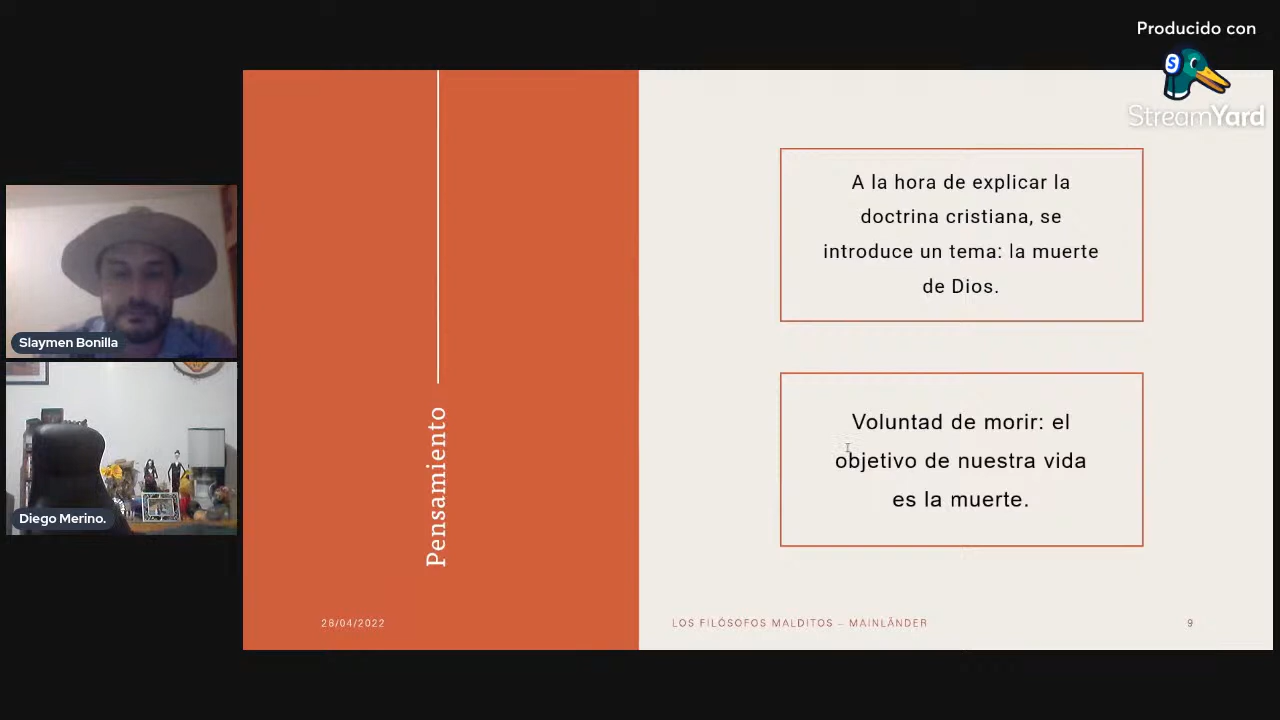 Producido con
StreamYard
A la hora de explicar la
doctrina cristiana, se
introduce un tema: la muerte
de Dios.
Slaymen Bonilla
Voluntad de morir: el
objetivo de nuestra vida
es la muerte.
Diego Merino.
Pensamiento
28/04/2022
LOS FILÓSOFOS MALDITOS – MAINLÄNDER
9